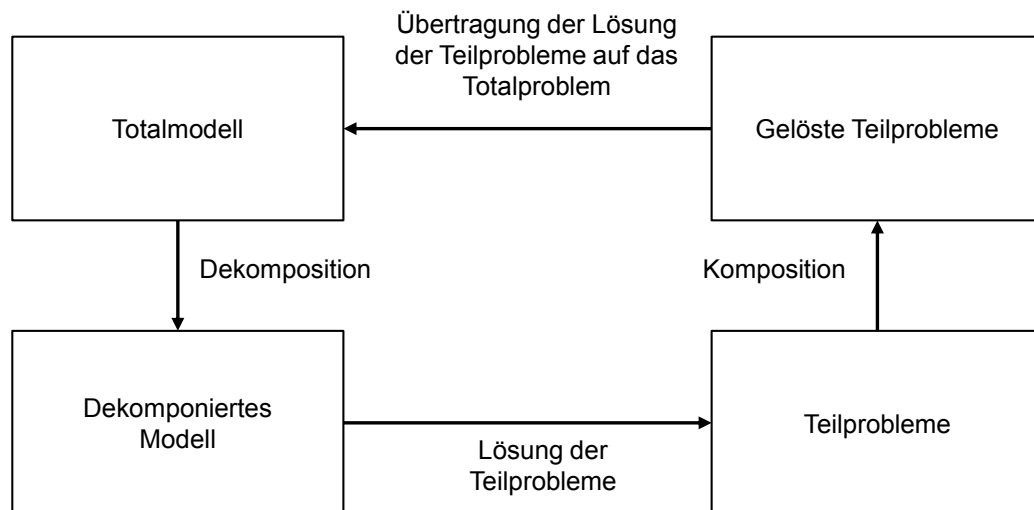 Übertragung der Lösung
der Teilprobleme auf das
Totalproblem
Totalmodell
Gelöste Teilprobleme
Dekomposition
Komposition
Dekomponiertes
Modell
Teilprobleme
Lösung der
Teilprobleme